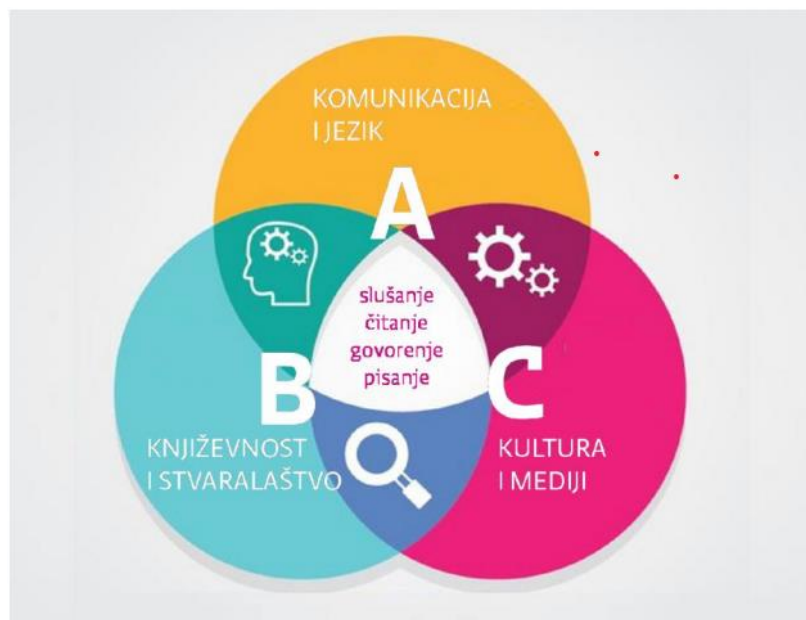 KOMUNIKACIJA
I JEZIK
A
slušanje
čitanje
govorenje
pisanje
B
C
KNJIŽEVNOST
I STVARALAŠTVO
KULTURA
I MEDIJI